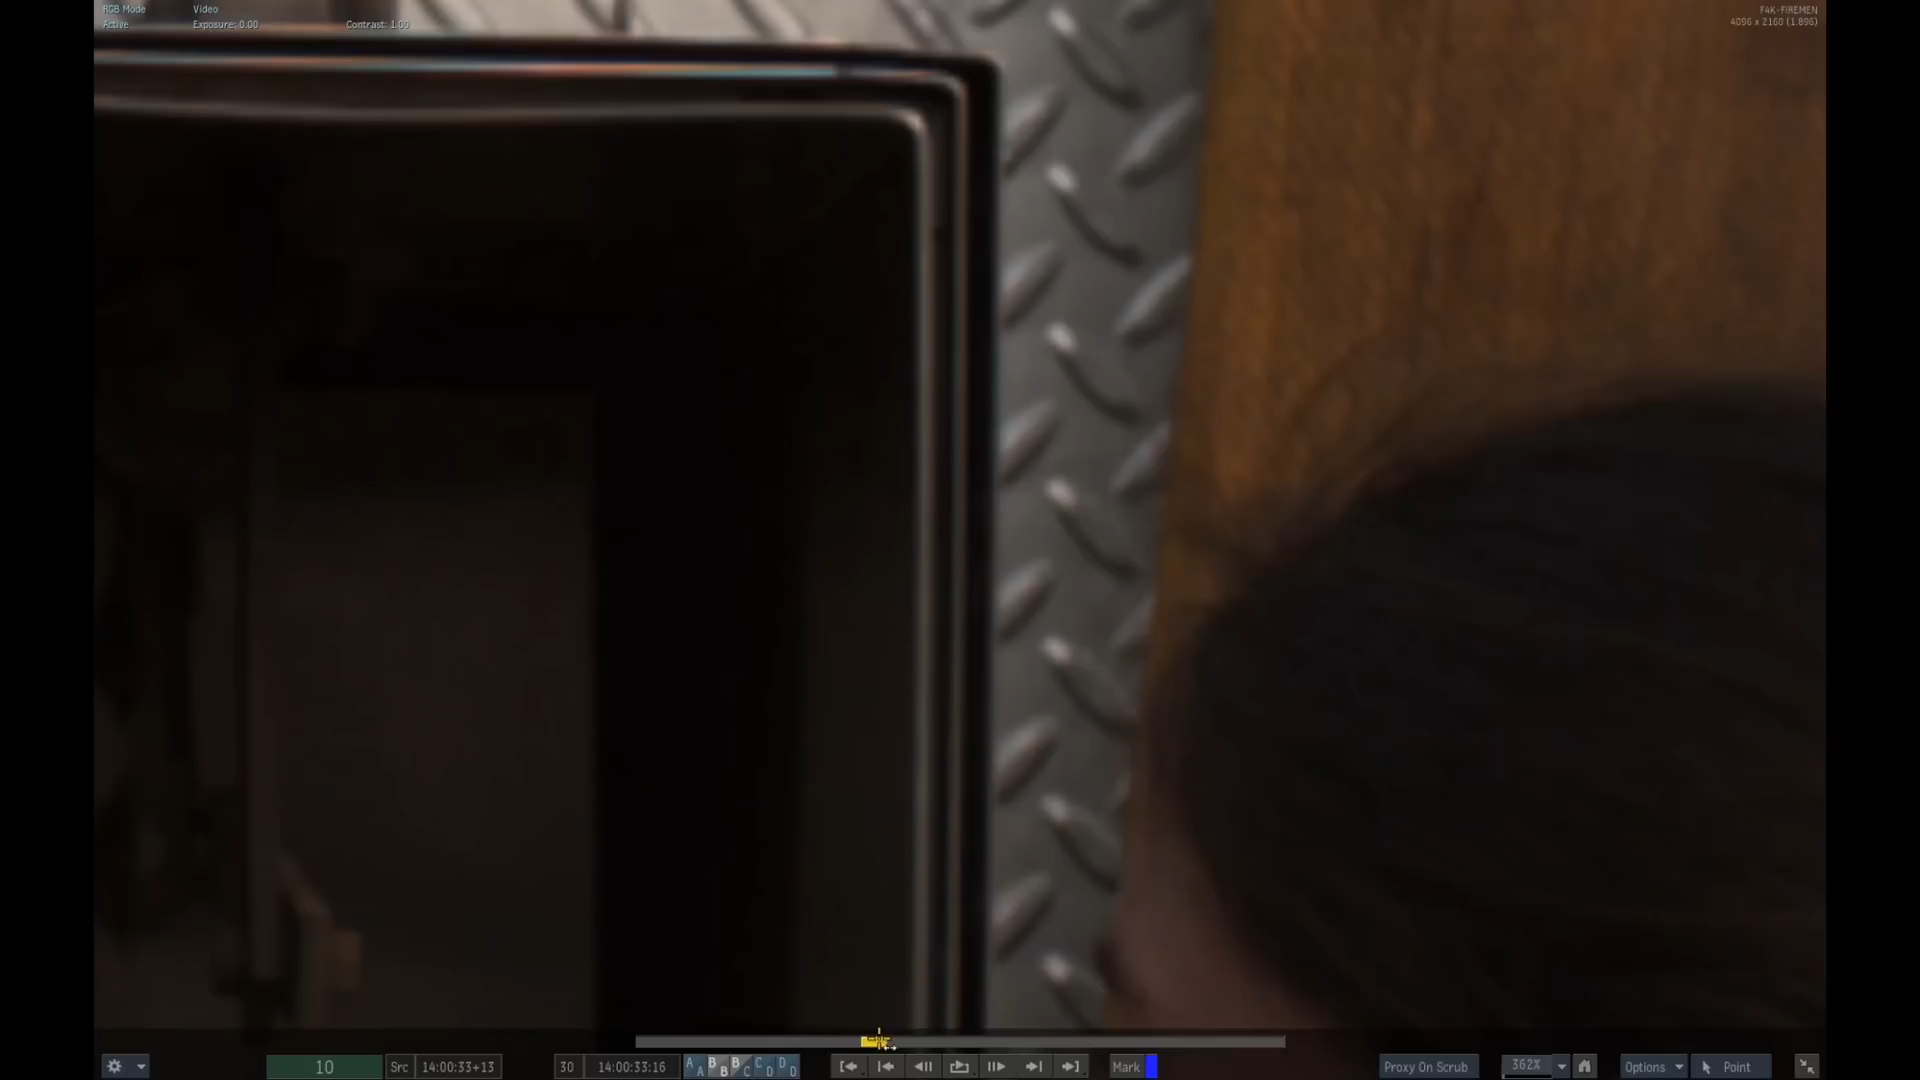 RGB Mode Video
Active Exposure: 0.00 Contrast: 1.00
F4K-FIREMEN
4096 x 2160 (1.896)
10 Src 14:00:33+13 30 14:00:33:16 A A B B B C C D D D Mark Proxy On Scrub 362% Options Point